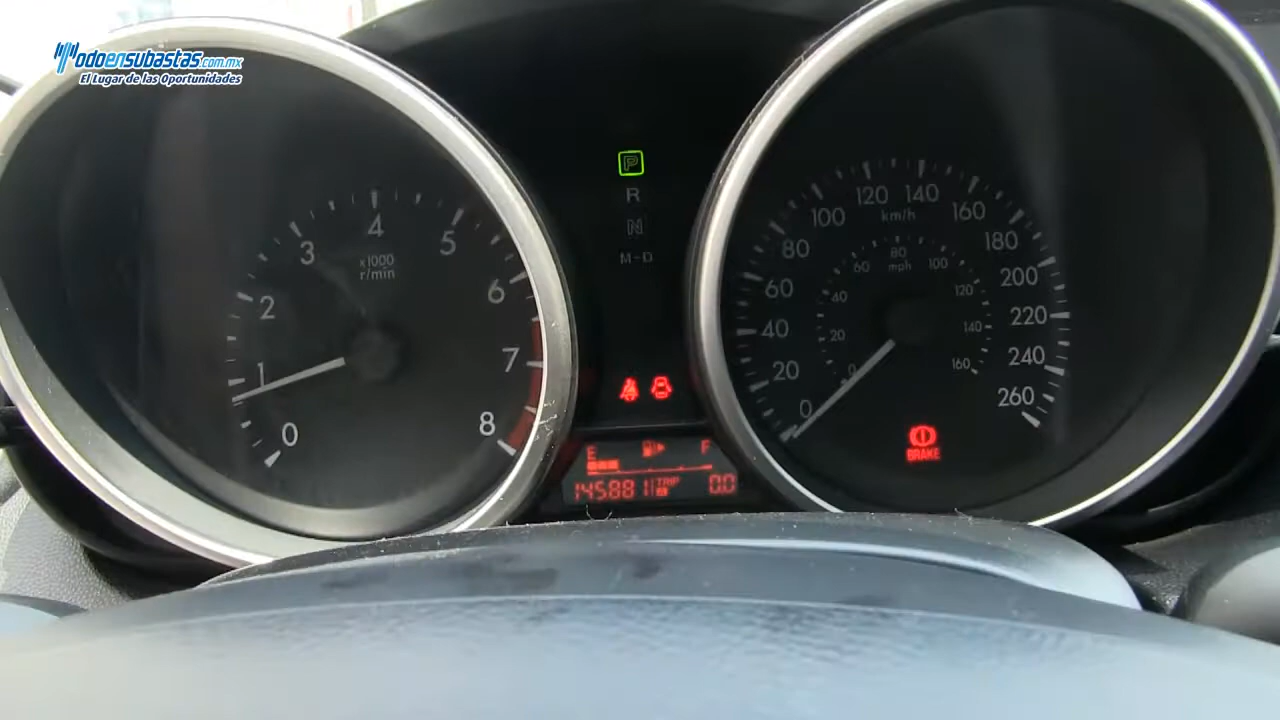 Todoensubastas.com.mx
El Lugar de las Oportunidades
0 1 2 3 4 5 6 7 8
x1000
r/min
P
R
N
M-D
E F
145881 TRIP A 0.0
0 20 40 60 80 100 120 140 160 180 200 220 240 260
km/h
0 20 40 60 80 100 120 140 160
mph
BRAKE